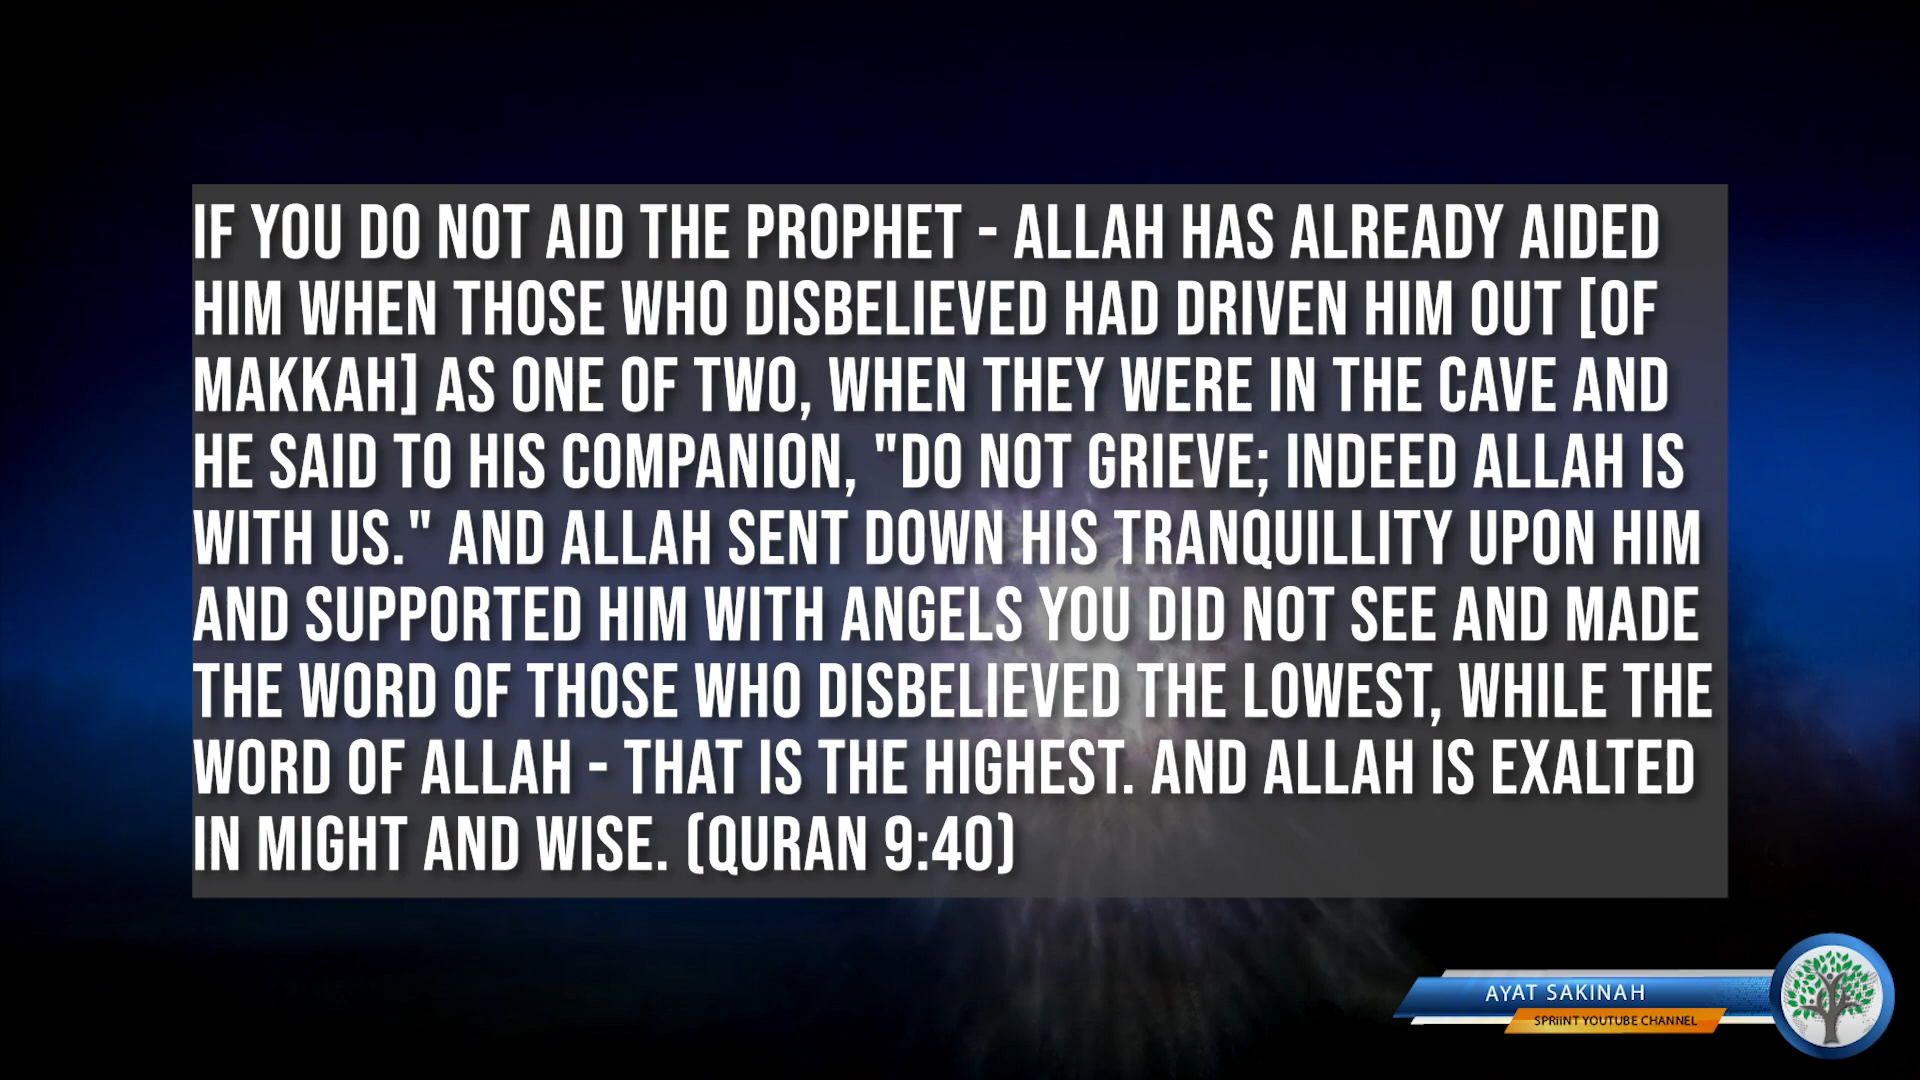 IF YOU DO NOT AID THE PROPHET - ALLAH HAS ALREADY AIDED
HIM WHEN THOSE WHO DISBELIEVED HAD DRIVEN HIM OUT [OF
MAKKAH] AS ONE OF TWO, WHEN THEY WERE IN THE CAVE AND
HE SAID TO HIS COMPANION, "DO NOT GRIEVE; INDEED ALLAH IS
WITH US." AND ALLAH SENT DOWN HIS TRANQUILLITY UPON HIM
AND SUPPORTED HIM WITH ANGELS YOU DID NOT SEE AND MADE
THE WORD OF THOSE WHO DISBELIEVED THE LOWEST, WHILE THE
WORD OF ALLAH - THAT IS THE HIGHEST. AND ALLAH IS EXALTED
IN MIGHT AND WISE. (QURAN 9:40)
AYAT SAKINAH
SPRiiNT YOUTUBE CHANNEL